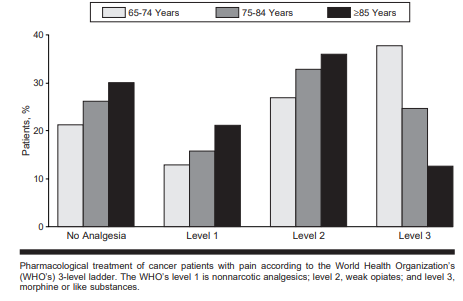 65-74 Years 75-84 Years ≥85 Years
40
30
20
10
0
Patients, %
No Analgesia Level 1 Level 2 Level 3
Pharmacological treatment of cancer patients with pain according to the World Health Organization's
(WHO's) 3-level ladder. The WHO's level 1 is nonnarcotic analgesics; level 2, weak opiates; and level 3,
morphine or like substances.